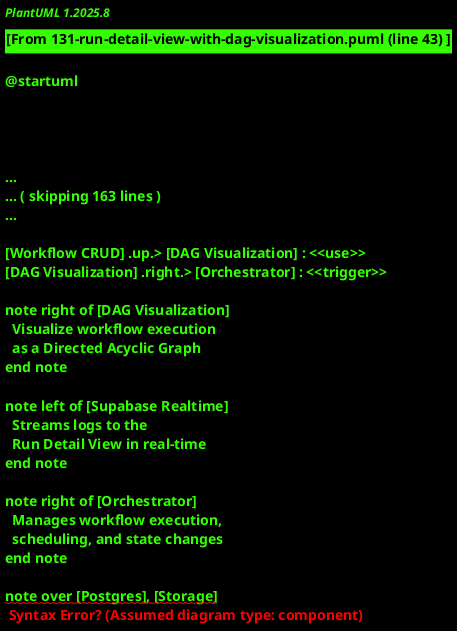 PlantUML 1.2025.8
[From 131-run-detail-view-with-dag-visualization.puml (line 43) ]
@startuml
...
... ( skipping 163 lines )
...
[Workflow CRUD] .up.> [DAG Visualization] : <<use>>
[DAG Visualization] .right.> [Orchestrator] : <<trigger>>
note right of [DAG Visualization]
Visualize workflow execution
as a Directed Acyclic Graph
end note
note left of [Supabase Realtime]
Streams logs to the
Run Detail View in real-time
end note
note right of [Orchestrator]
Manages workflow execution,
scheduling, and state changes
end note
note over [Postgres], [Storage]
Syntax Error? (Assumed diagram type: component)